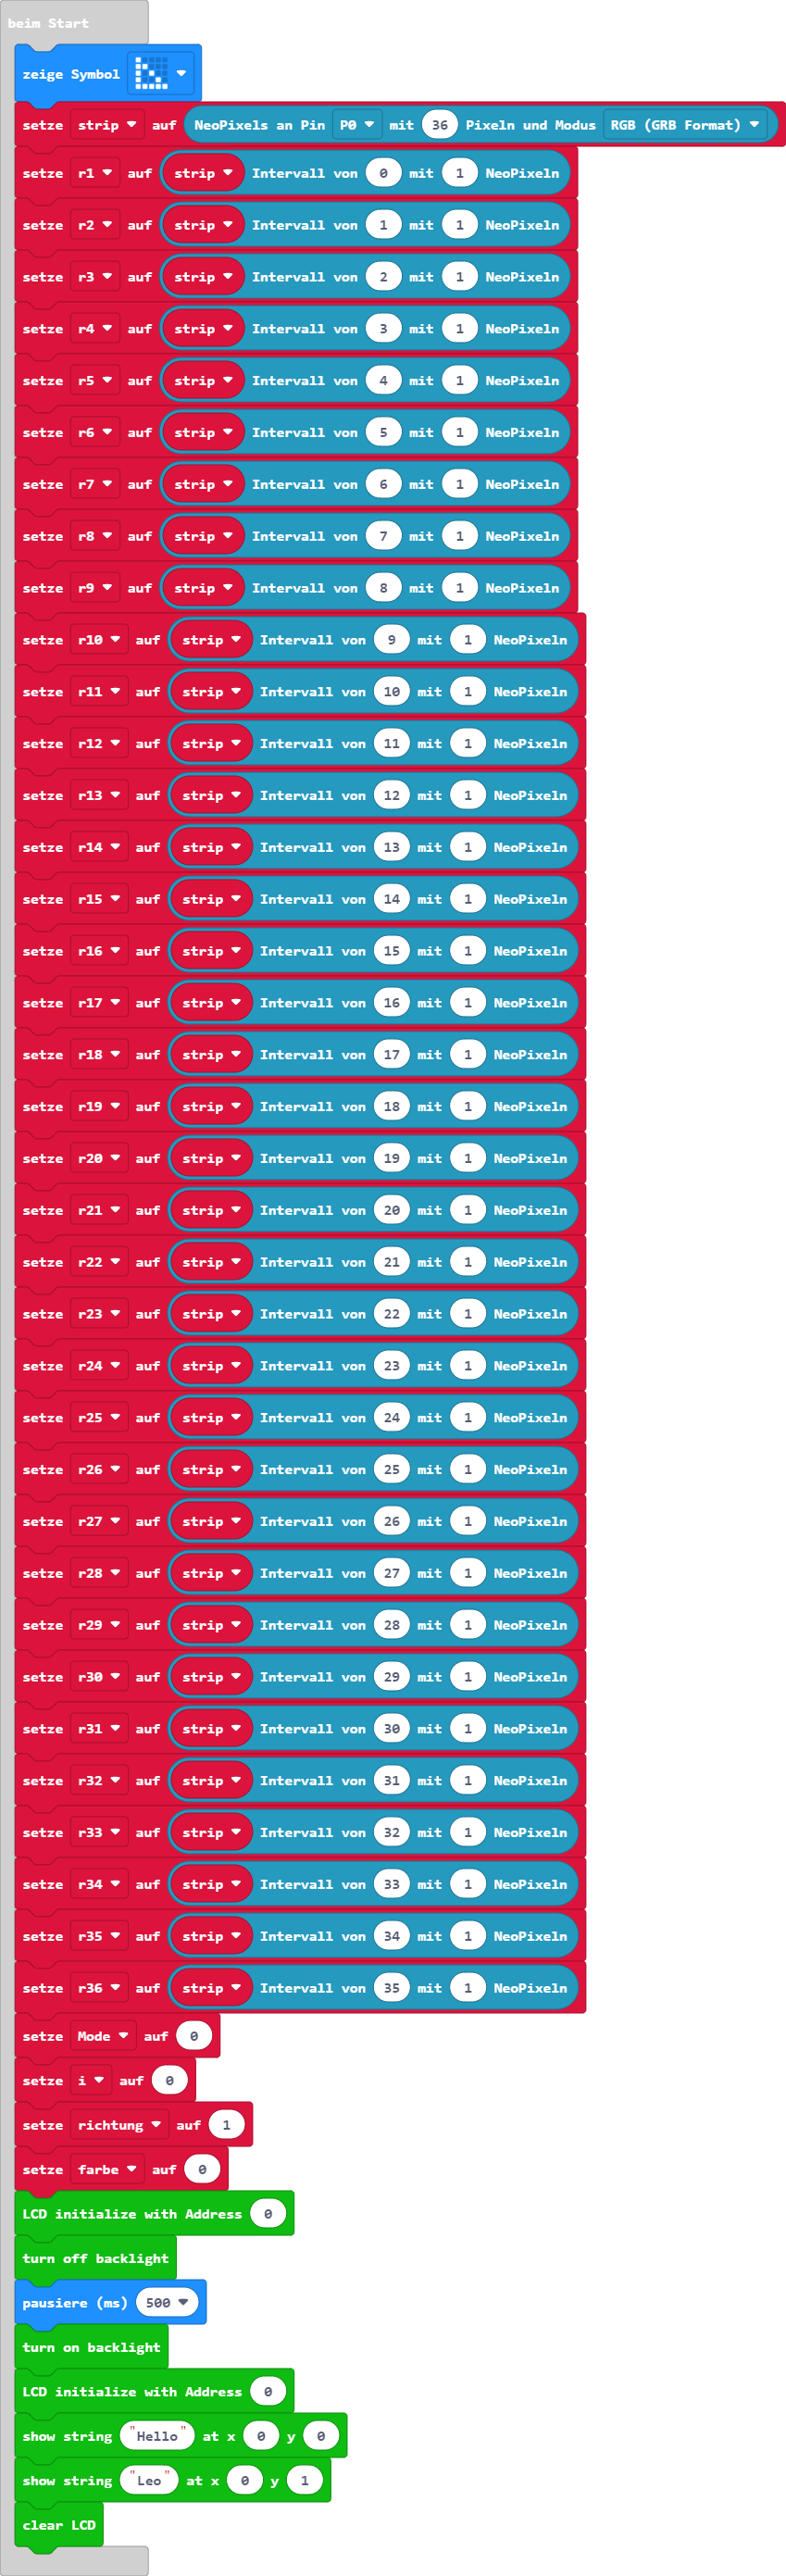 beim Start
zeige Symbol
setze strip auf NeoPixels an Pin P0 mit 36 Pixeln und Modus RGB (GRB Format)
setze r1 auf strip Intervall von 0 mit 1 NeoPixeln
setze r2 auf strip Intervall von 1 mit 1 NeoPixeln
setze r3 auf strip Intervall von 2 mit 1 NeoPixeln
setze r4 auf strip Intervall von 3 mit 1 NeoPixeln
setze r5 auf strip Intervall von 4 mit 1 NeoPixeln
setze r6 auf strip Intervall von 5 mit 1 NeoPixeln
setze r7 auf strip Intervall von 6 mit 1 NeoPixeln
setze r8 auf strip Intervall von 7 mit 1 NeoPixeln
setze r9 auf strip Intervall von 8 mit 1 NeoPixeln
setze r10 auf strip Intervall von 9 mit 1 NeoPixeln
setze r11 auf strip Intervall von 10 mit 1 NeoPixeln
setze r12 auf strip Intervall von 11 mit 1 NeoPixeln
setze r13 auf strip Intervall von 12 mit 1 NeoPixeln
setze r14 auf strip Intervall von 13 mit 1 NeoPixeln
setze r15 auf strip Intervall von 14 mit 1 NeoPixeln
setze r16 auf strip Intervall von 15 mit 1 NeoPixeln
setze r17 auf strip Intervall von 16 mit 1 NeoPixeln
setze r18 auf strip Intervall von 17 mit 1 NeoPixeln
setze r19 auf strip Intervall von 18 mit 1 NeoPixeln
setze r20 auf strip Intervall von 19 mit 1 NeoPixeln
setze r21 auf strip Intervall von 20 mit 1 NeoPixeln
setze r22 auf strip Intervall von 21 mit 1 NeoPixeln
setze r23 auf strip Intervall von 22 mit 1 NeoPixeln
setze r24 auf strip Intervall von 23 mit 1 NeoPixeln
setze r25 auf strip Intervall von 24 mit 1 NeoPixeln
setze r26 auf strip Intervall von 25 mit 1 NeoPixeln
setze r27 auf strip Intervall von 26 mit 1 NeoPixeln
setze r28 auf strip Intervall von 27 mit 1 NeoPixeln
setze r29 auf strip Intervall von 28 mit 1 NeoPixeln
setze r30 auf strip Intervall von 29 mit 1 NeoPixeln
setze r31 auf strip Intervall von 30 mit 1 NeoPixeln
setze r32 auf strip Intervall von 31 mit 1 NeoPixeln
setze r33 auf strip Intervall von 32 mit 1 NeoPixeln
setze r34 auf strip Intervall von 33 mit 1 NeoPixeln
setze r35 auf strip Intervall von 34 mit 1 NeoPixeln
setze r36 auf strip Intervall von 35 mit 1 NeoPixeln
setze Mode auf 0
setze i auf 0
setze richtung auf 1
setze farbe auf 0
LCD initialize with Address 0
turn off backlight
pausiere (ms) 500
turn on backlight
LCD initialize with Address 0
show string "Hello" at x 0 y 0
show string "Leo" at x 0 y 1
clear LCD